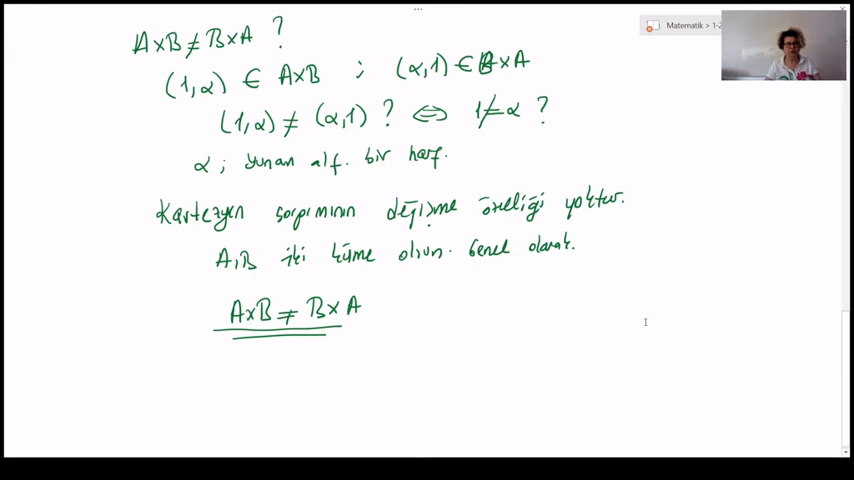 Matematik > 1-2
A×B ≠ B×A ?
(1,α) ∈ A×B ; (α,1) ∈ B×A
(1,α) ≠ (α,1) ? ⇔ 1 ≠ α ?
α ; yunan alf. bir harf.
Kartezyen çarpımının değişme özelliği yoktur.
A,B iki küme olsun. Genel olarak.
A×B ≠ B×A